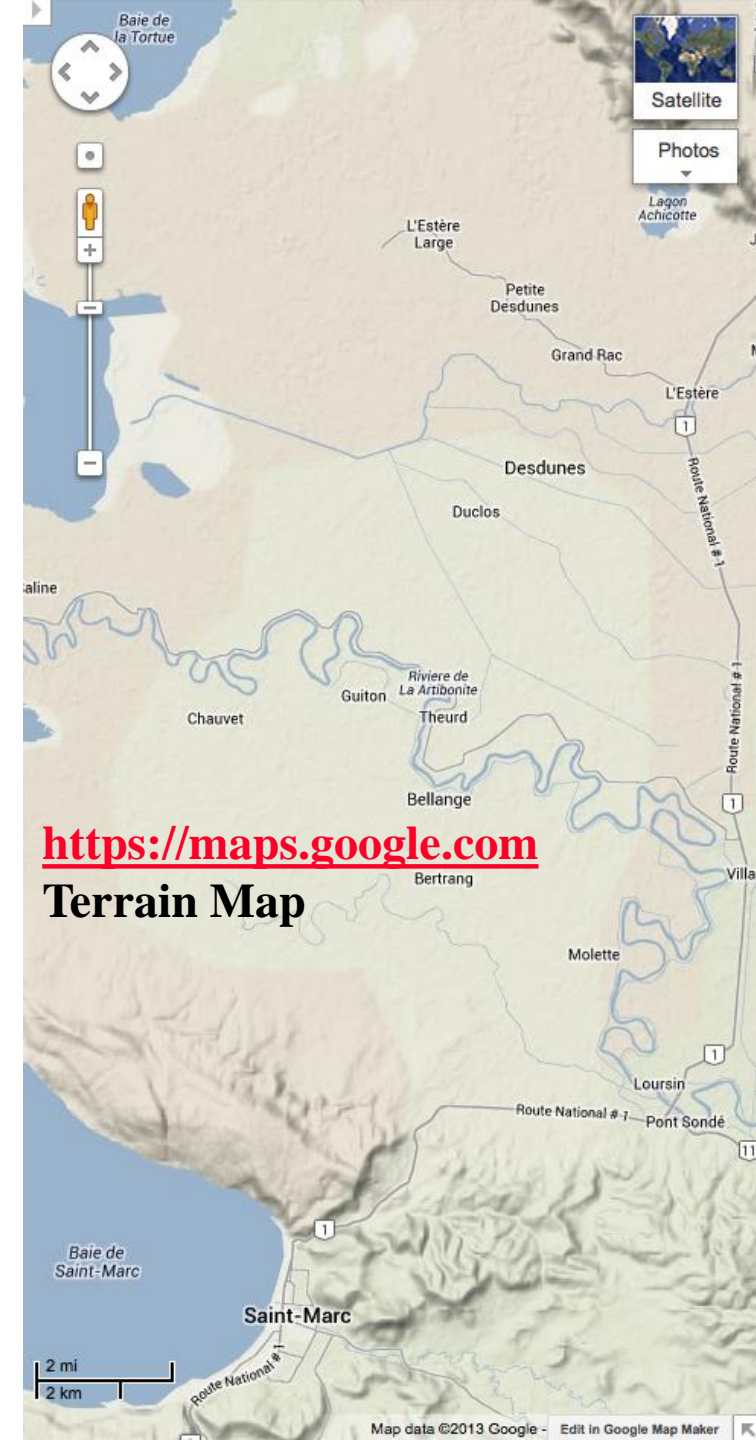 Baie de
la Tortue
Satellite
Photos
Lagon
Achicotte
L'Estère
Large
Petite
Desdunes
Grand Rac
L'Estère
1
Route National # 1
Desdunes
Duclos
aline
Riviere de
La Artibonite
Guiton
Theurd
Chauvet
Route National # 1
Bellange
1
https://maps.google.com
Terrain Map
Bertrang
Villa
Molette
1
Loursin
Route National # 1
Pont Sondé
11
1
Baie de
Saint-Marc
Saint-Marc
2 mi
2 km
Route National # 1
Map data ©2013 Google - Edit in Google Map Maker